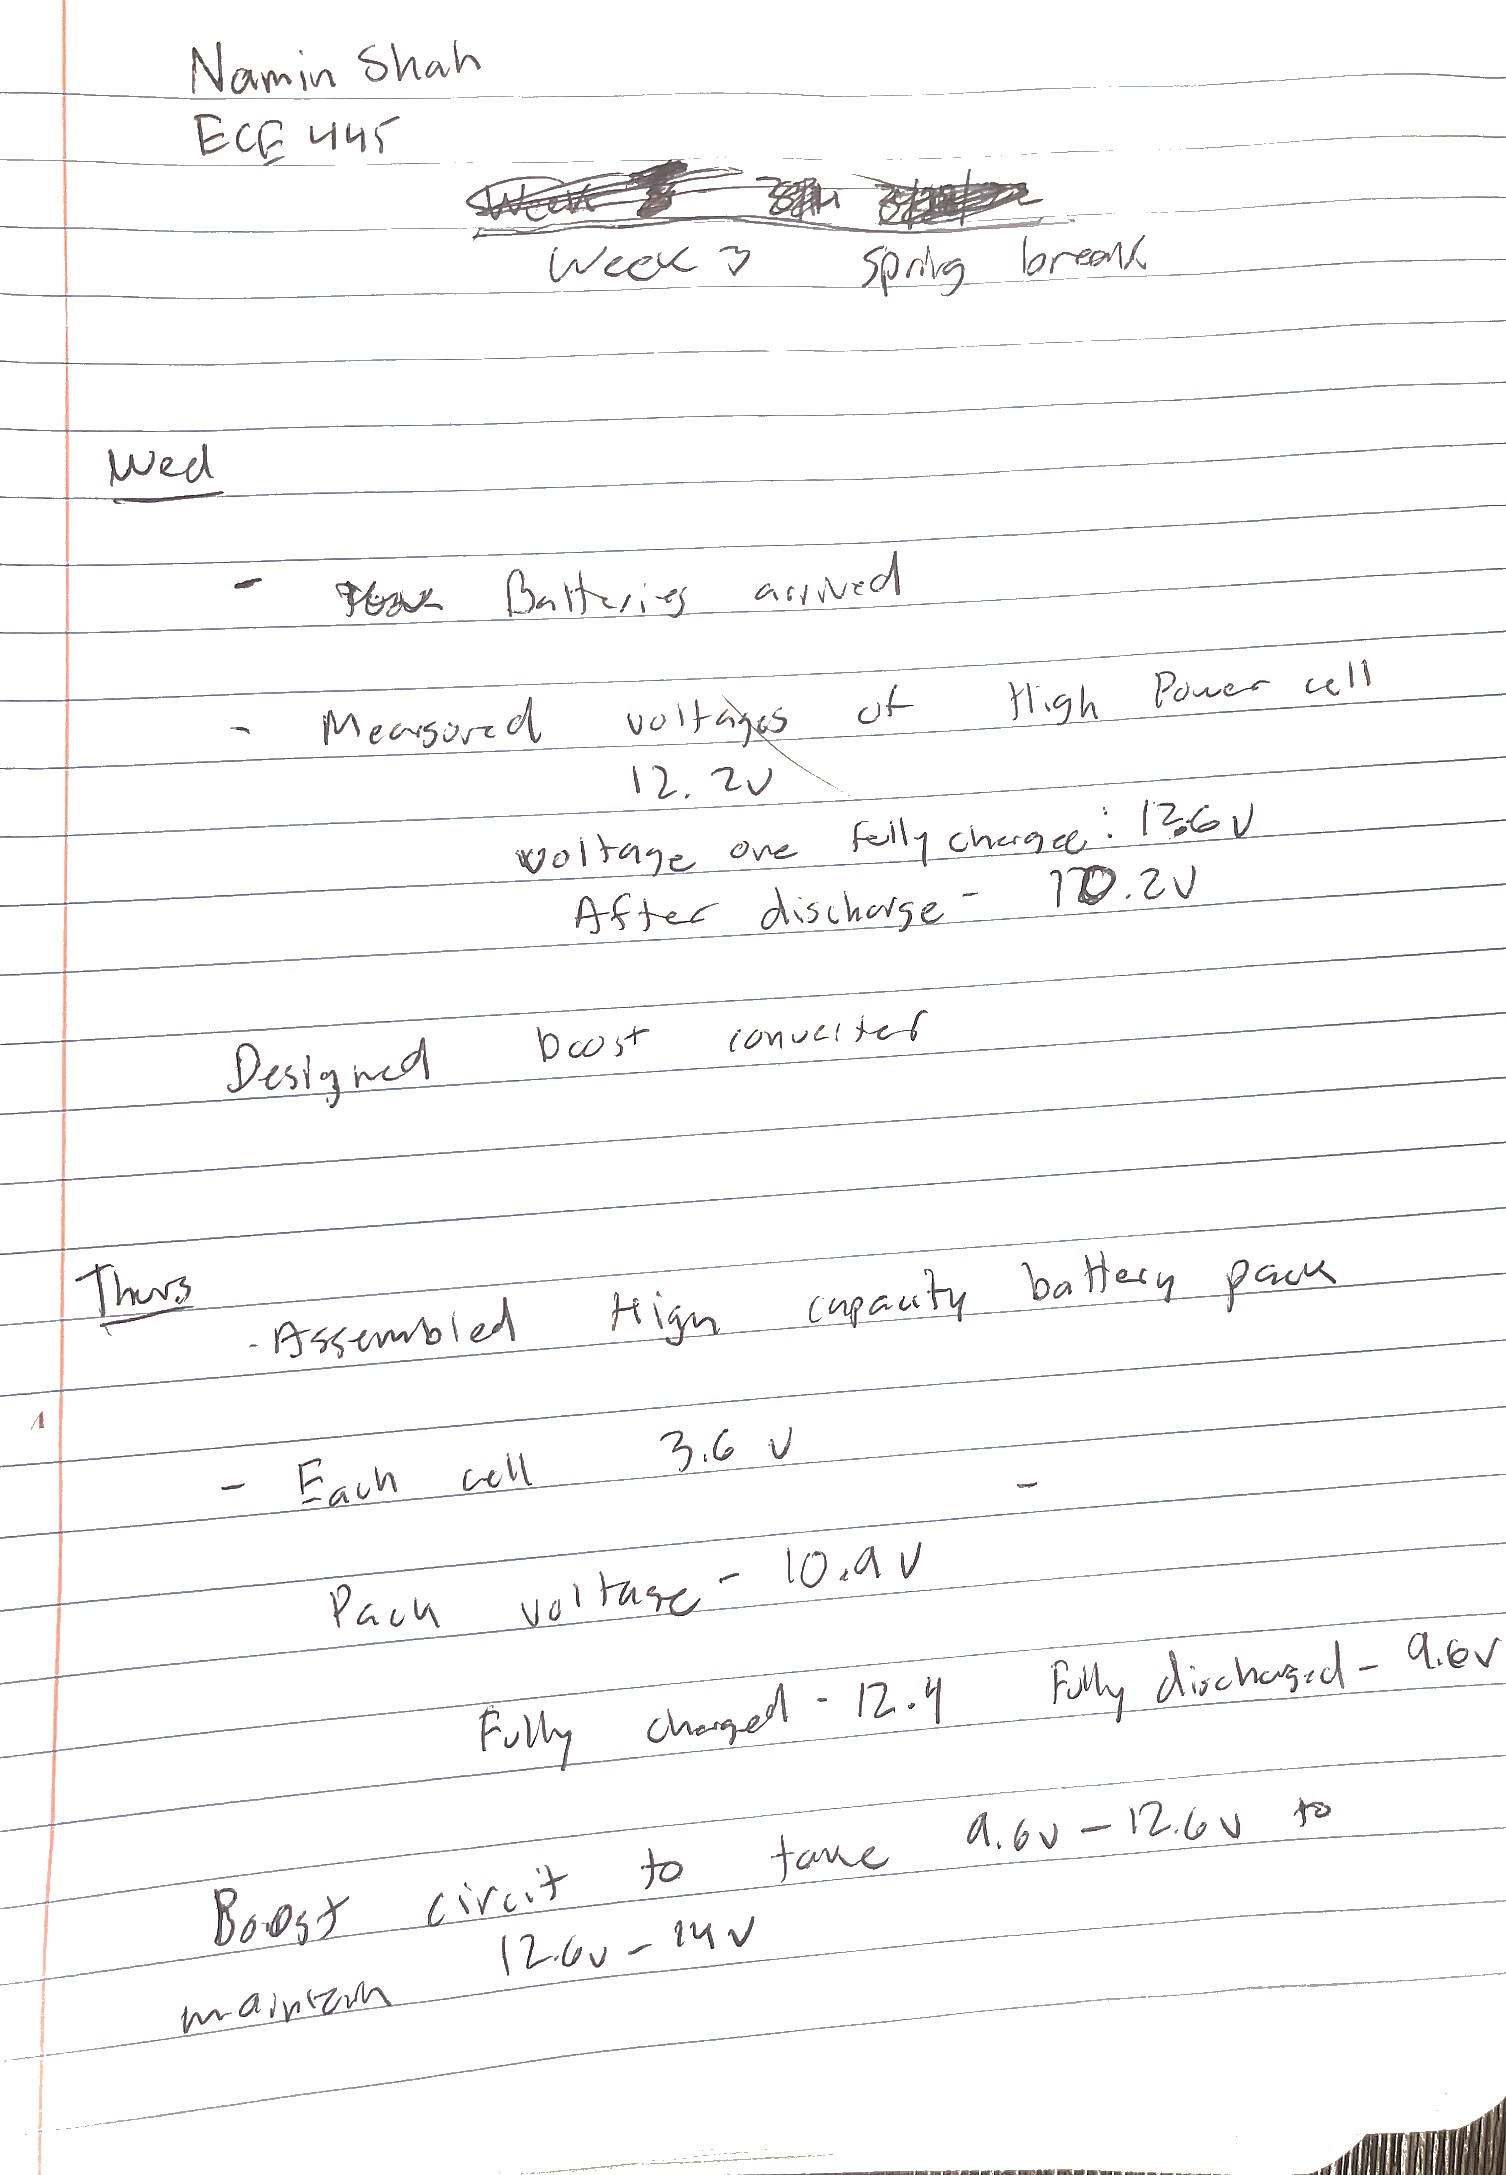 Namin Shah
ECE 445
Week 3 Spring break
Wed
- Batteries arrived
- Measured voltages of High Power cell
12.2v
voltage one fully charged: 12.6v
After discharge - 10.2v
Designed boost converter
Thurs
- Assembled High capacity battery pack
- Each cell 3.6 v -
Pack voltage - 10.9v
Fully charged - 12.4 Fully discharged - 9.6v
Boost circit to take 9.6v - 12.6v to
maintain 12.6v - 14v